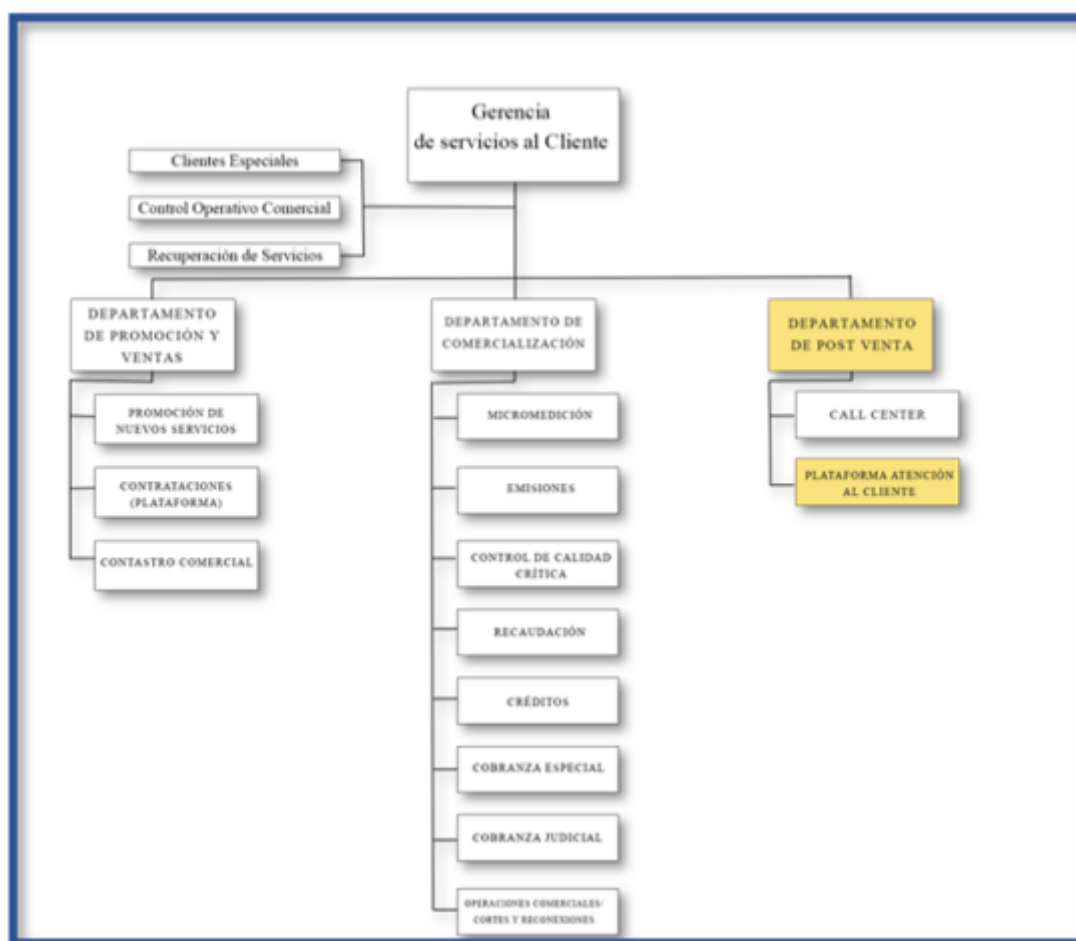 Gerencia
de servicios al Cliente
Clientes Especiales
Control Operativo Comercial
Recuperación de Servicios
DEPARTAMENTO
DE PROMOCIÓN Y
VENTAS
PROMOCIÓN DE
NUEVOS SERVICIOS
CONTRATACIONES
(PLATAFORMA)
CONTASTRO COMERCIAL
DEPARTAMENTO DE
COMERCIALIZACIÓN
MICROMEDICIÓN
EMISIONES
CONTROL DE CALIDAD
CRÍTICA
RECAUDACIÓN
CRÉDITOS
COBRANZA ESPECIAL
COBRANZA JUDICIAL
OPERACIONES COMERCIALES/
CORTES Y RECONEXIONES
DEPARTAMENTO
DE POST VENTA
CALL CENTER
PLATAFORMA ATENCIÓN
AL CLIENTE